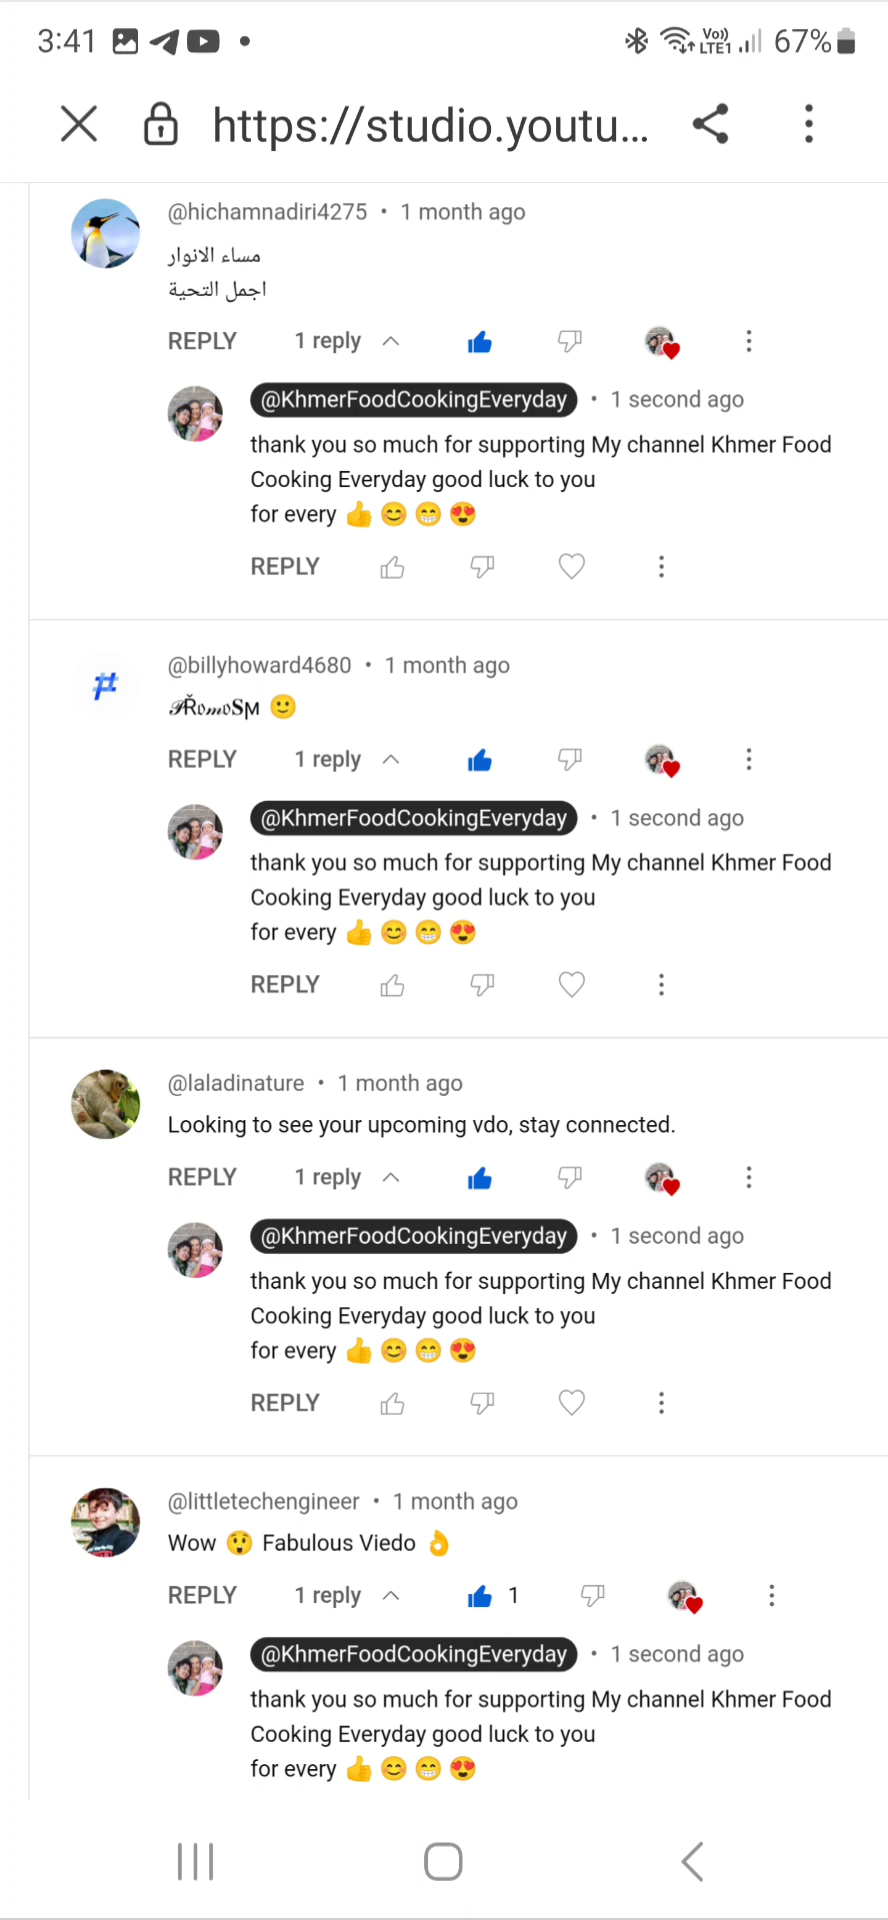 3:41
Vo))
LTE1
67%
https://studio.youtu...
@hichamnadiri4275 • 1 month ago
مساء الانوار
اجمل التحية
REPLY 1 reply
@KhmerFoodCookingEveryday • 1 second ago
thank you so much for supporting My channel Khmer Food
Cooking Everyday good luck to you
for every 👍 😊 😁 😍
REPLY
@billyhoward4680 • 1 month ago
🙂
REPLY 1 reply
@KhmerFoodCookingEveryday • 1 second ago
thank you so much for supporting My channel Khmer Food
Cooking Everyday good luck to you
for every 👍 😊 😁 😍
REPLY
@laladinature • 1 month ago
Looking to see your upcoming vdo, stay connected.
REPLY 1 reply
@KhmerFoodCookingEveryday • 1 second ago
thank you so much for supporting My channel Khmer Food
Cooking Everyday good luck to you
for every 👍 😊 😁 😍
REPLY
@littletechengineer • 1 month ago
Wow 😲 Fabulous Viedo 👌
REPLY 1 reply 1
@KhmerFoodCookingEveryday • 1 second ago
thank you so much for supporting My channel Khmer Food
Cooking Everyday good luck to you
for every 👍 😊 😁 😍